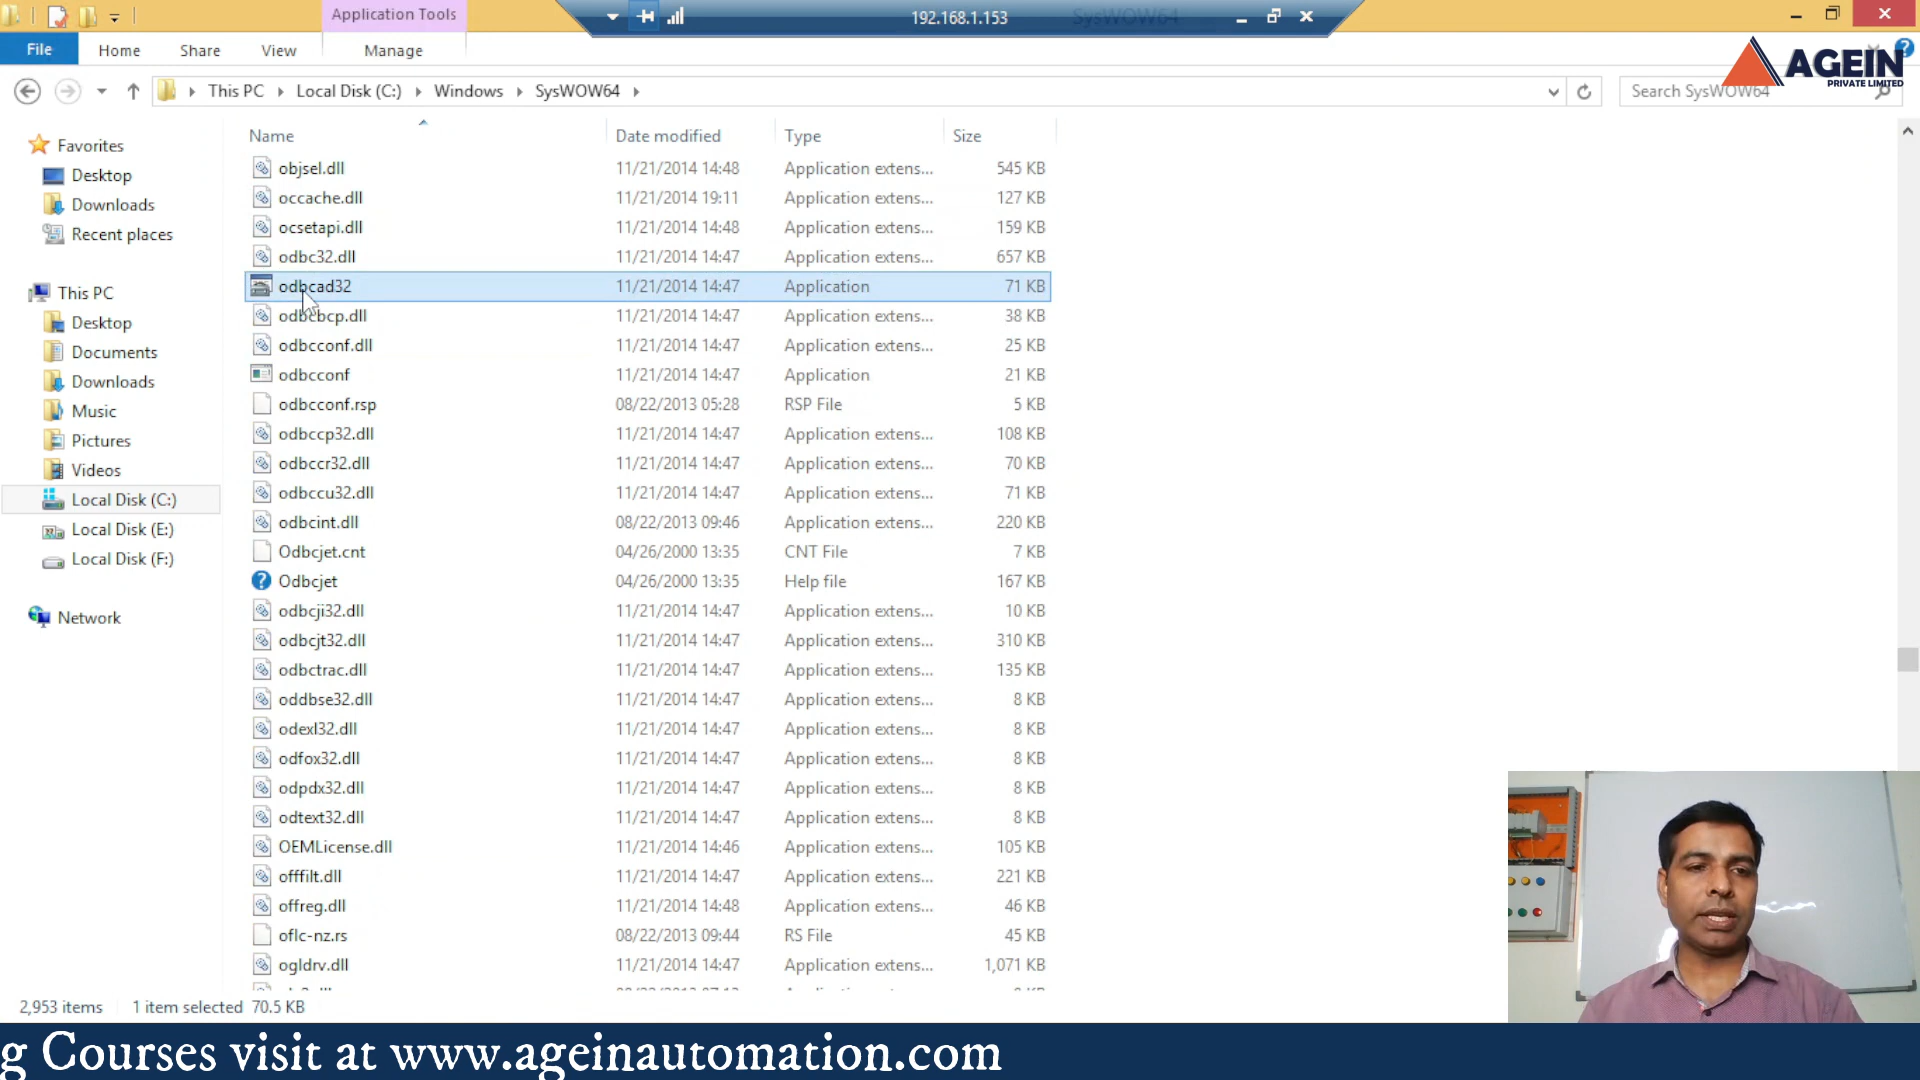 Application Tools
192.168.1.153
SysWOW64
File Home Share View Manage
This PC Local Disk (C:) Windows SysWOW64
Search SysWOW64
AGEIN
PRIVATE LIMITED
Favorites
Desktop
Downloads
Recent places
This PC
Desktop
Documents
Downloads
Music
Pictures
Videos
Local Disk (C:)
Local Disk (E:)
Local Disk (F:)
Network
Name Date modified Type Size
objsel.dll 11/21/2014 14:48 Application extens... 545 KB
occache.dll 11/21/2014 19:11 Application extens... 127 KB
ocsetapi.dll 11/21/2014 14:48 Application extens... 159 KB
odbc32.dll 11/21/2014 14:47 Application extens... 657 KB
odbcad32 11/21/2014 14:47 Application 71 KB
odbcbcp.dll 11/21/2014 14:47 Application extens... 38 KB
odbcconf.dll 11/21/2014 14:47 Application extens... 25 KB
odbcconf 11/21/2014 14:47 Application 21 KB
odbcconf.rsp 08/22/2013 05:28 RSP File 5 KB
odbccp32.dll 11/21/2014 14:47 Application extens... 108 KB
odbccr32.dll 11/21/2014 14:47 Application extens... 70 KB
odbccu32.dll 11/21/2014 14:47 Application extens... 71 KB
odbcint.dll 08/22/2013 09:46 Application extens... 220 KB
Odbcjet.cnt 04/26/2000 13:35 CNT File 7 KB
Odbcjet 04/26/2000 13:35 Help file 167 KB
odbcji32.dll 11/21/2014 14:47 Application extens... 10 KB
odbcjt32.dll 11/21/2014 14:47 Application extens... 310 KB
odbctrac.dll 11/21/2014 14:47 Application extens... 135 KB
oddbse32.dll 11/21/2014 14:47 Application extens... 8 KB
odexl32.dll 11/21/2014 14:47 Application extens... 8 KB
odfox32.dll 11/21/2014 14:47 Application extens... 8 KB
odpdx32.dll 11/21/2014 14:47 Application extens... 8 KB
odtext32.dll 11/21/2014 14:47 Application extens... 8 KB
OEMLicense.dll 11/21/2014 14:46 Application extens... 105 KB
offfilt.dll 11/21/2014 14:47 Application extens... 221 KB
offreg.dll 11/21/2014 14:48 Application extens... 46 KB
oflc-nz.rs 08/22/2013 09:44 RS File 45 KB
ogldrv.dll 11/21/2014 14:47 Application extens... 1,071 KB
2,953 items 1 item selected 70.5 KB
g Courses visit at www.ageinautomation.com